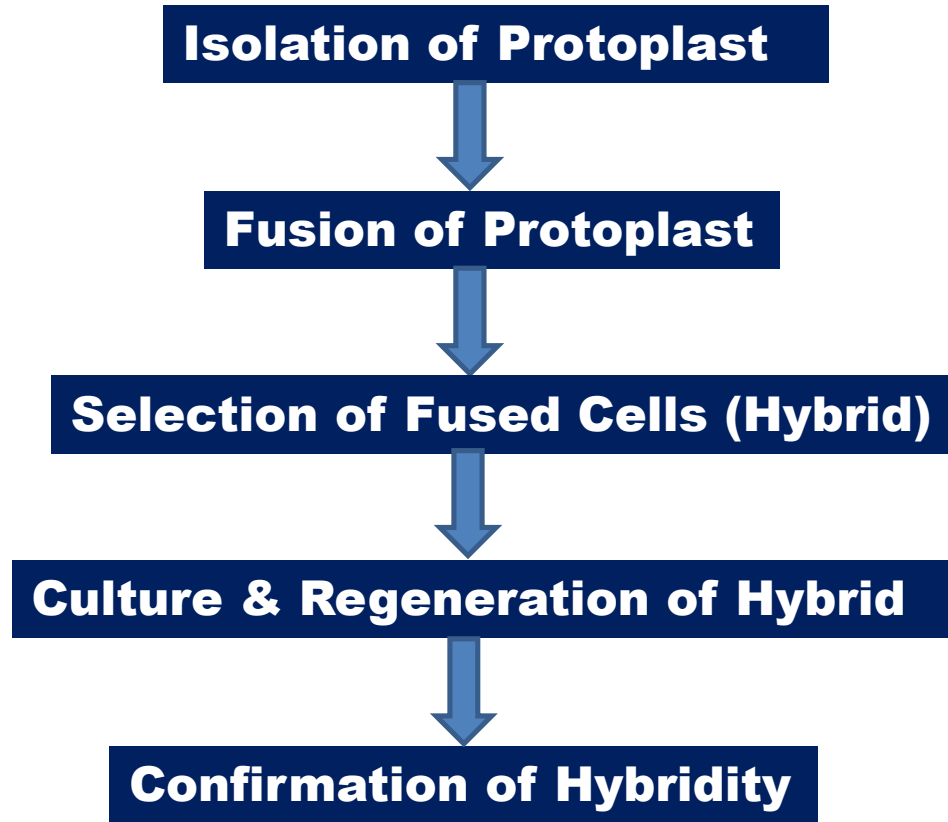 Isolation of Protoplast
Fusion of Protoplast
Selection of Fused Cells (Hybrid)
Culture & Regeneration of Hybrid
Confirmation of Hybridity